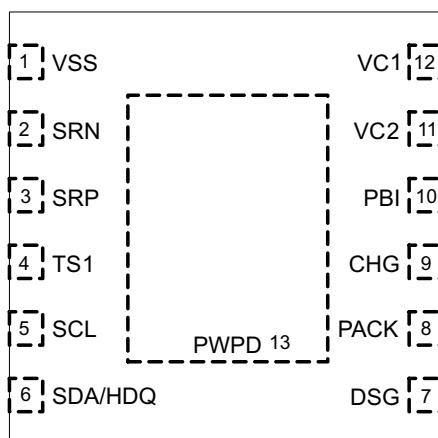 1 VSS VC1 12
2 SRN VC2 11
3 SRP PBI 10
4 TS1 CHG 9
5 SCL PWPD 13 PACK 8
6 SDA/HDQ DSG 7